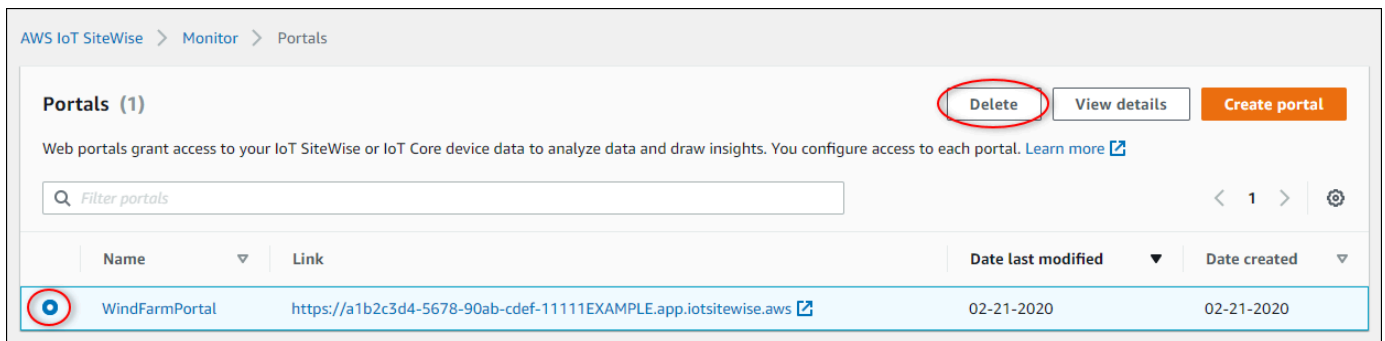 AWS IoT SiteWise > Monitor > Portals
Portals (1) Delete View details Create portal
Web portals grant access to your IoT SiteWise or IoT Core device data to analyze data and draw insights. You configure access to each portal. Learn more
Filter portals < 1 >
Name Link Date last modified Date created
WindFarmPortal https://a1b2c3d4-5678-90ab-cdef-11111EXAMPLE.app.iotsitewise.aws 02-21-2020 02-21-2020